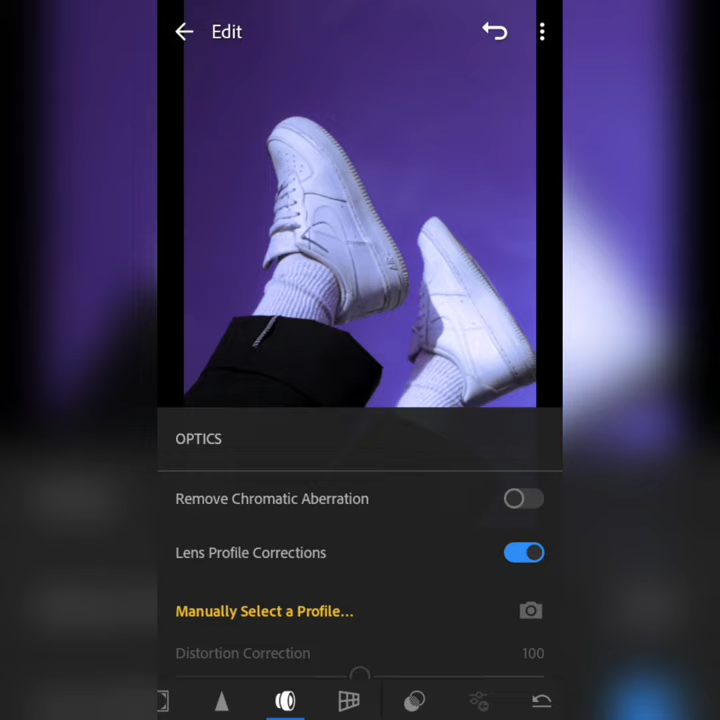 Edit
OPTICS
Remove Chromatic Aberration
Lens Profile Corrections
Manually Select a Profile...
Distortion Correction 100